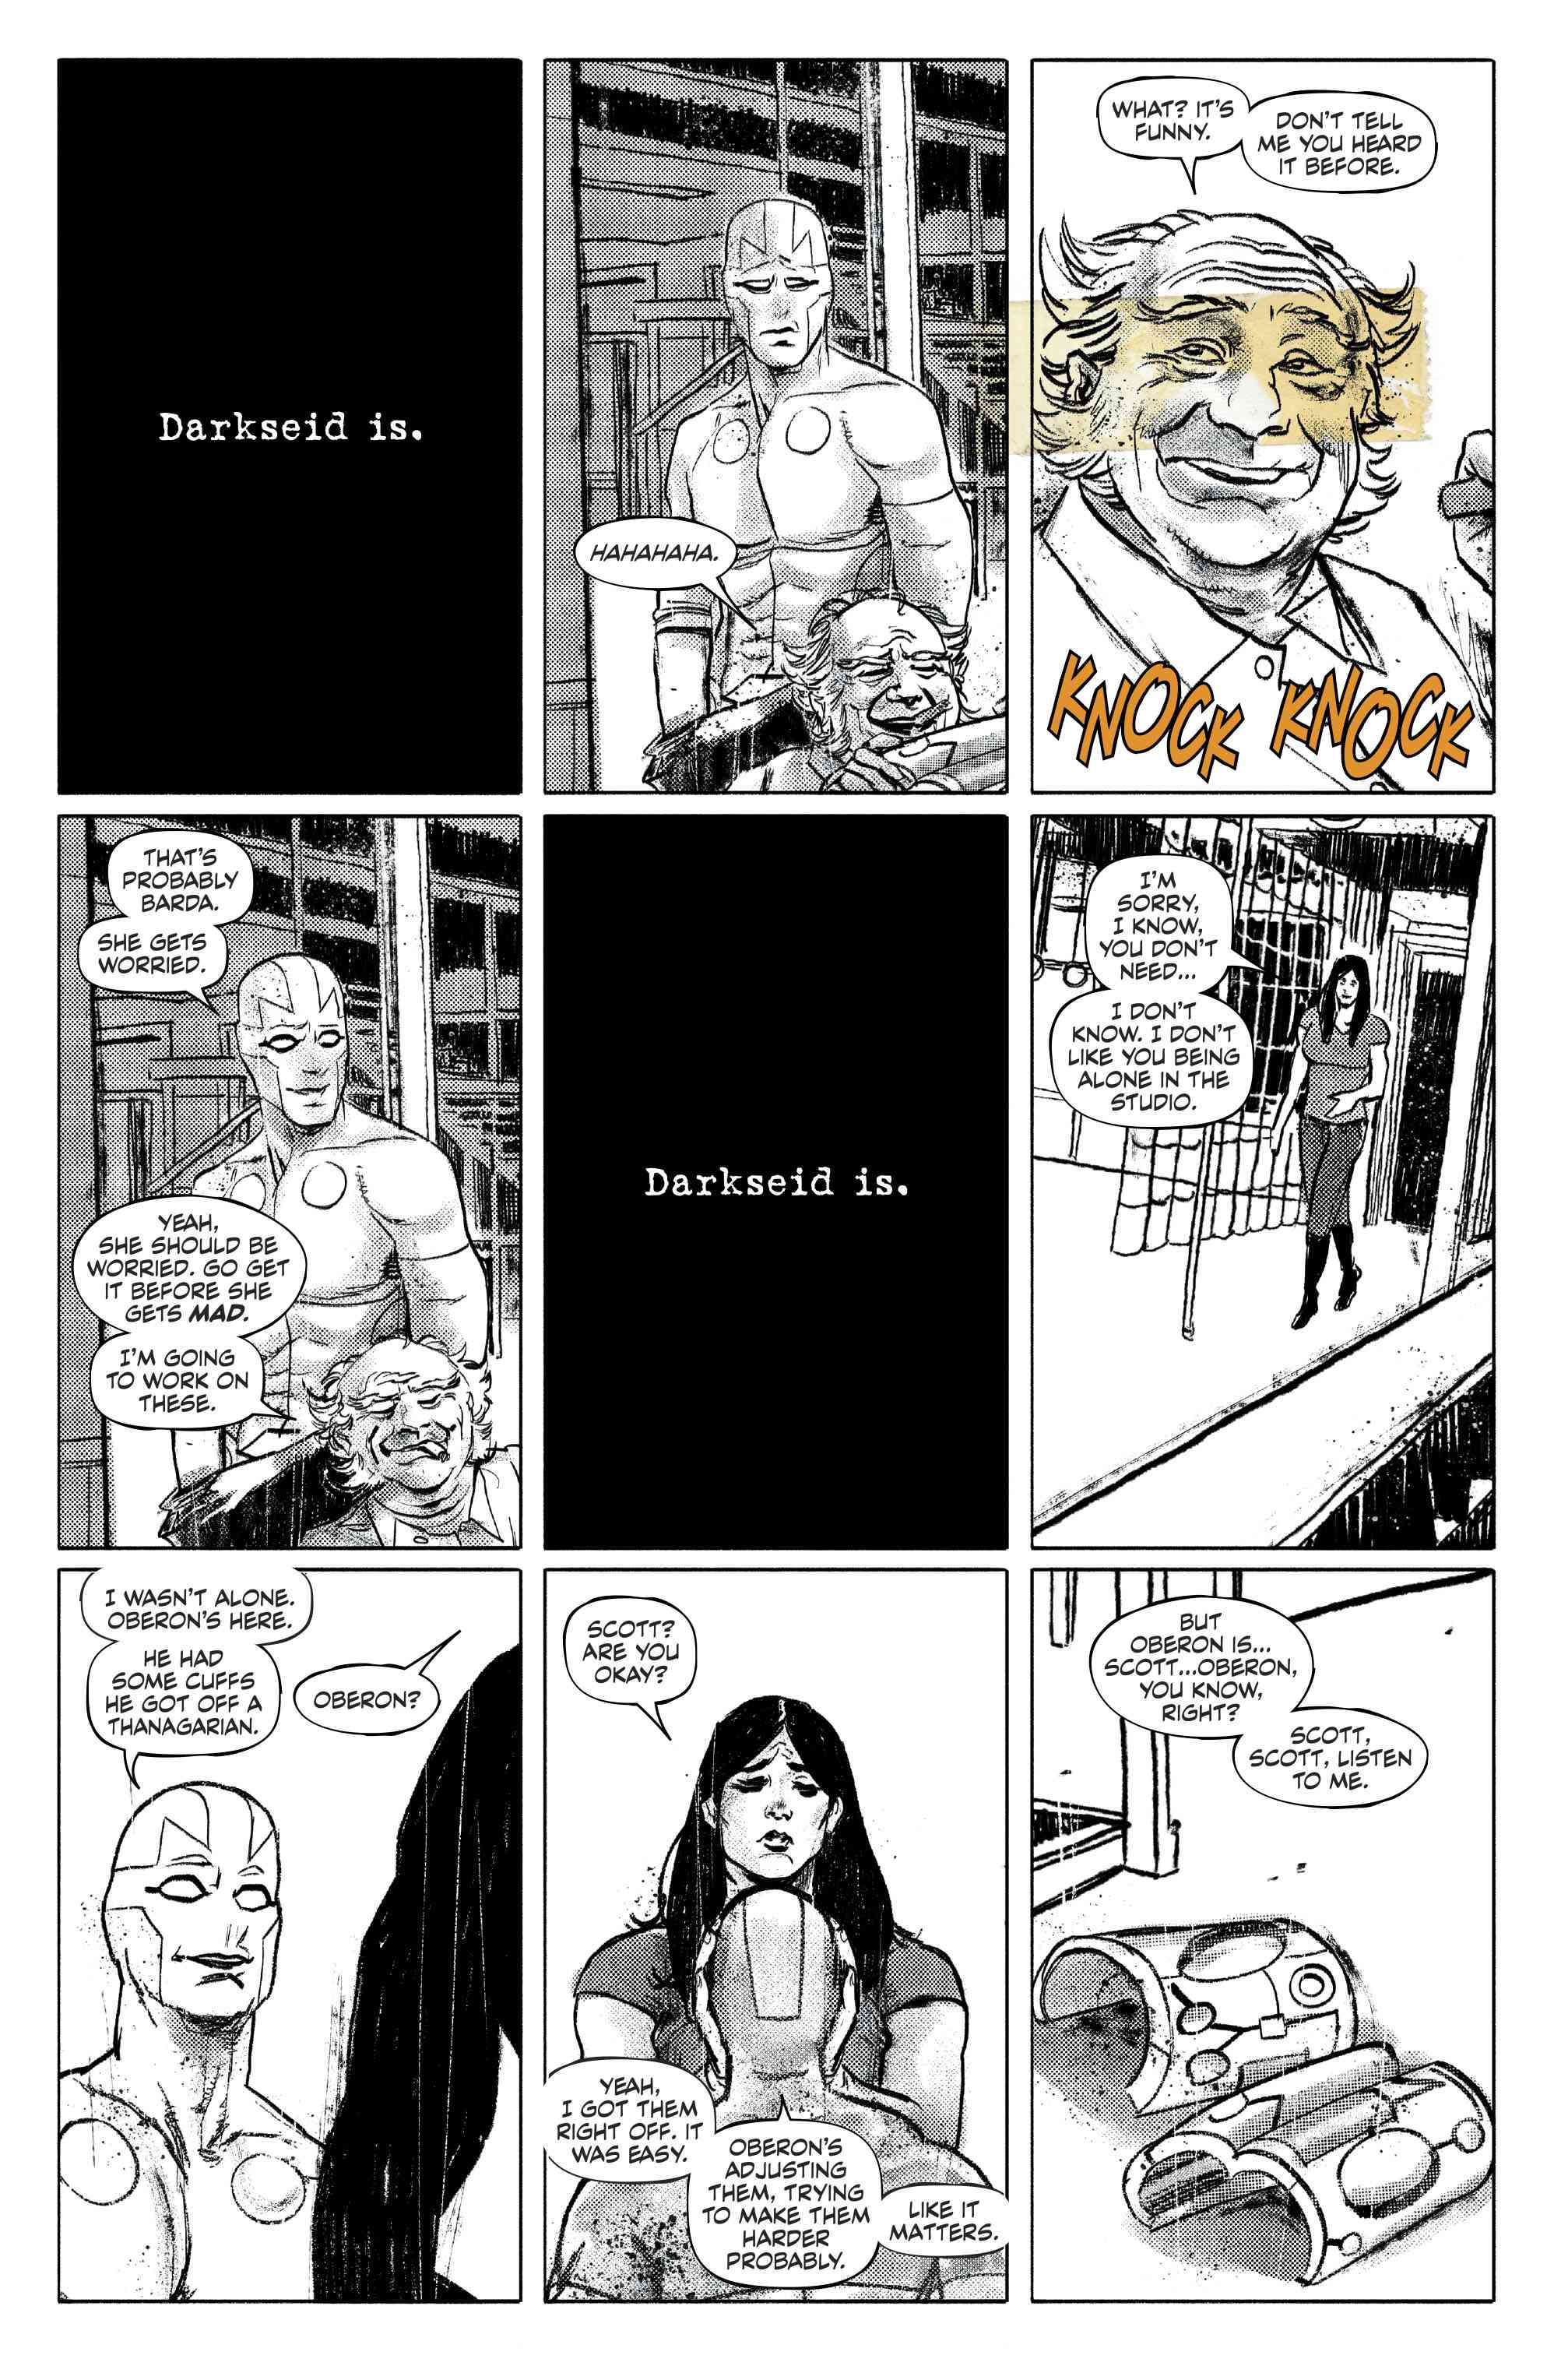 Darkseid is.
HAHAHAHA.
WHAT? IT'S
FUNNY.
DON'T TELL
ME YOU HEARD
IT BEFORE.
KNOCK KNOCK
THAT'S
PROBABLY
BARDA.
SHE GETS
WORRIED.
YEAH,
SHE SHOULD BE
WORRIED. GO GET
IT BEFORE SHE
GETS MAD.
I'M GOING
TO WORK ON
THESE.
Darkseid is.
I'M
SORRY,
I KNOW,
YOU DON'T
NEED...
I DON'T
KNOW. I DON'T
LIKE YOU BEING
ALONE IN THE
STUDIO.
I WASN'T ALONE.
OBERON'S HERE.
HE HAD
SOME CUFFS
HE GOT OFF A
THANAGARIAN.
OBERON?
SCOTT?
ARE YOU
OKAY?
YEAH,
I GOT THEM
RIGHT OFF. IT
WAS EASY.
OBERON'S
ADJUSTING
THEM, TRYING
TO MAKE THEM
HARDER
PROBABLY.
LIKE IT
MATTERS.
BUT
OBERON IS...
SCOTT...OBERON,
YOU KNOW,
RIGHT?
SCOTT,
SCOTT, LISTEN
TO ME.